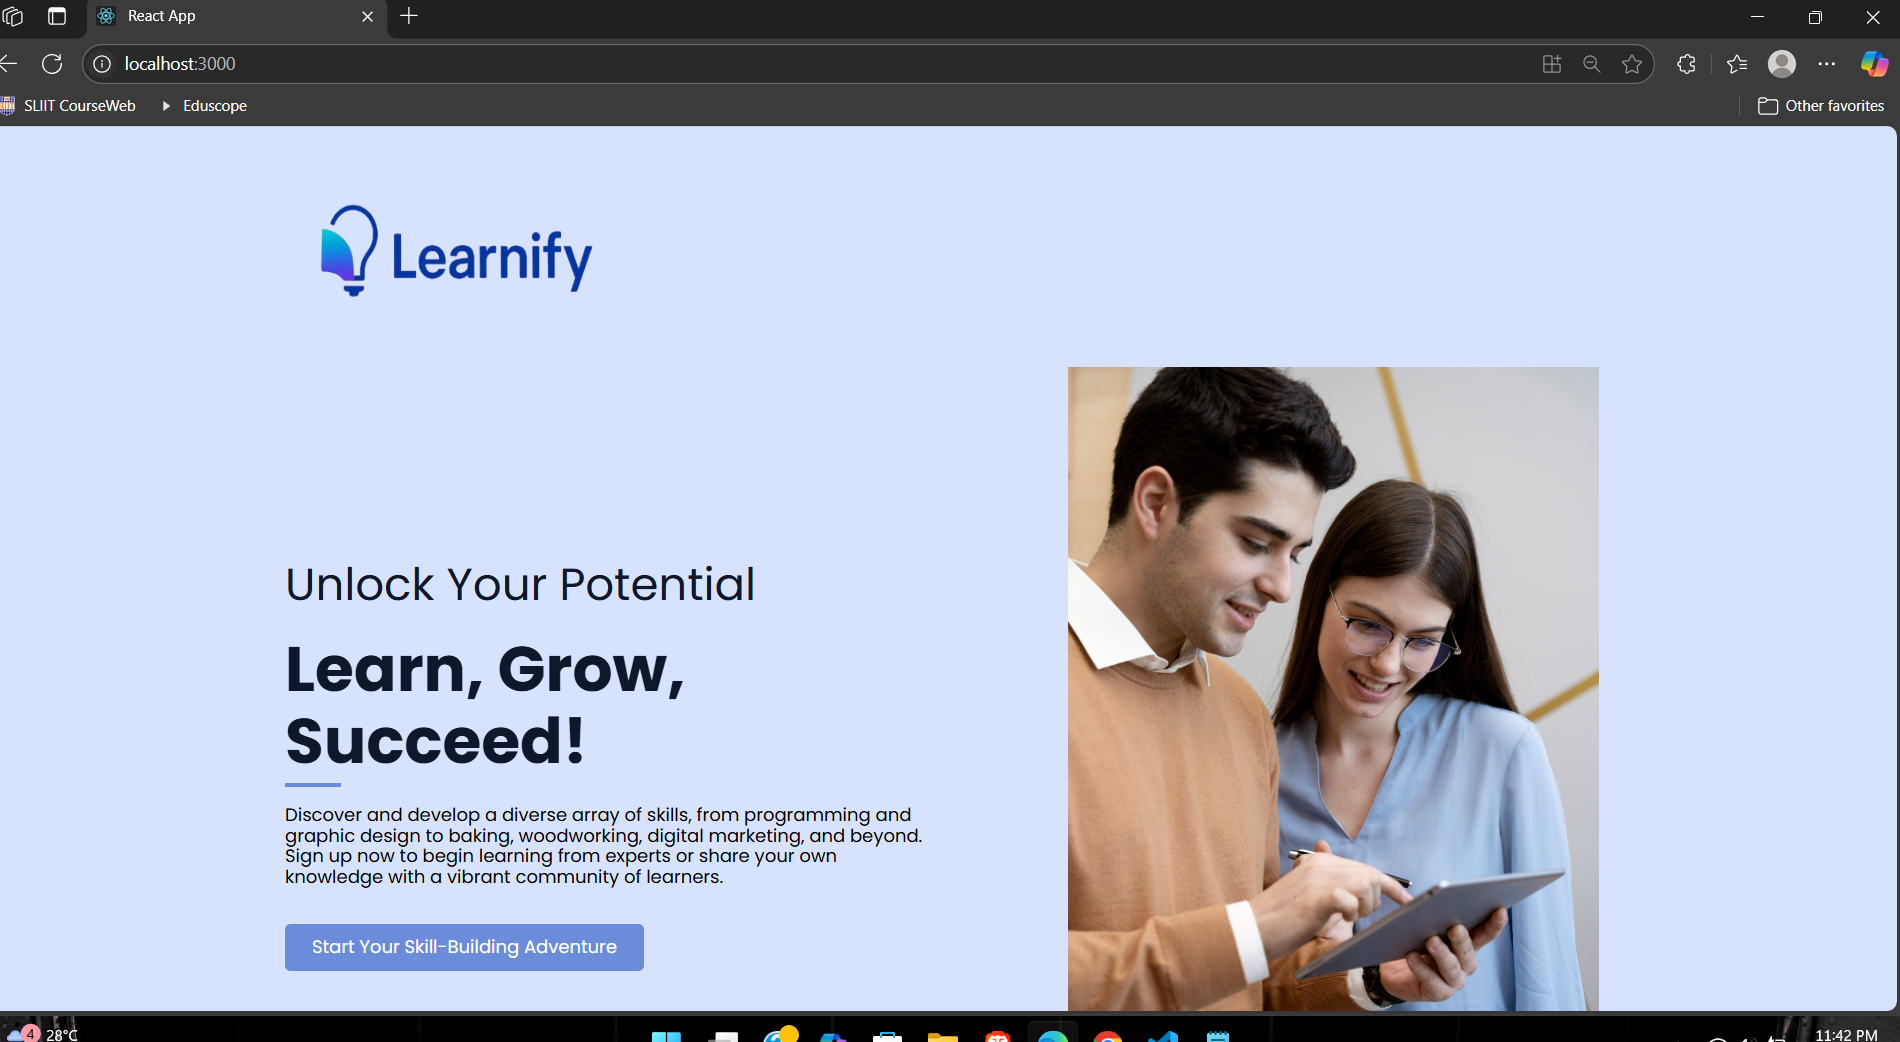 React App
localhost:3000
SLIIT CourseWeb
Eduscope
Other favorites
Learnify
Unlock Your Potential
Learn, Grow,
Succeed!
Discover and develop a diverse array of skills, from programming and
graphic design to baking, woodworking, digital marketing, and beyond.
Sign up now to begin learning from experts or share your own
knowledge with a vibrant community of learners.
Start Your Skill-Building Adventure
4
28°C
11:42 PM